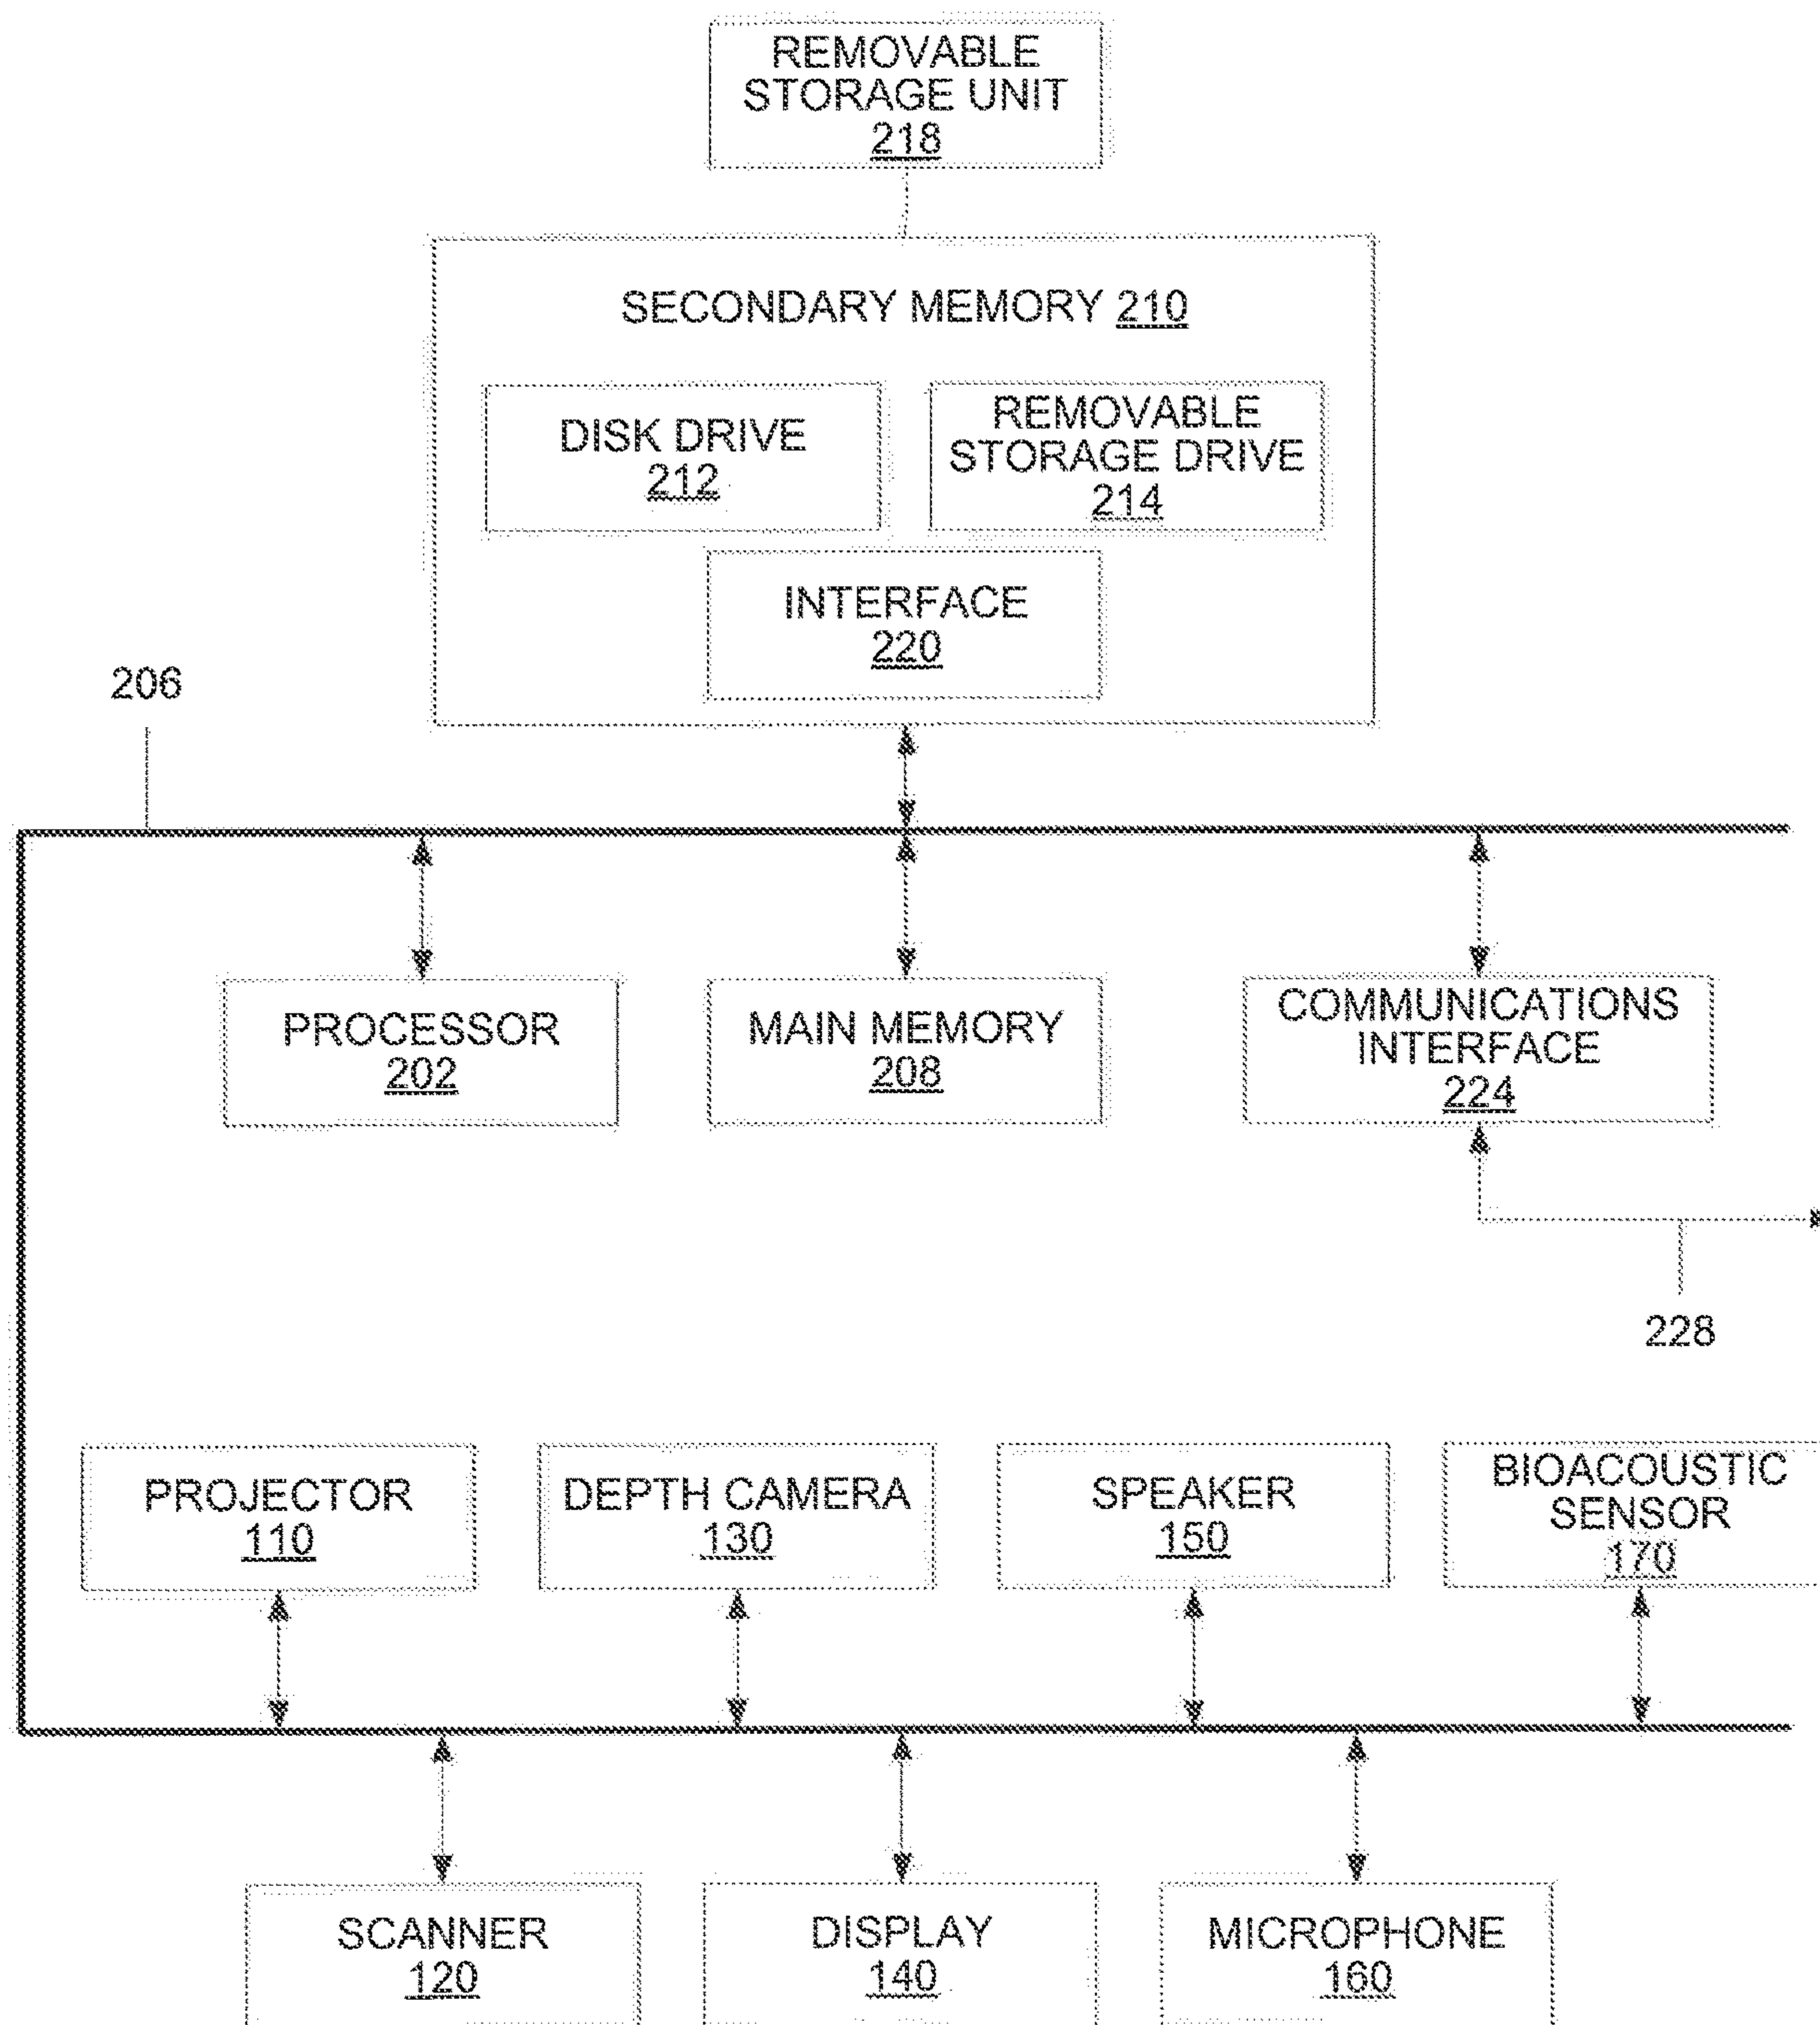 REMOVABLE
STORAGE UNIT
218
SECONDARY MEMORY 210
DISK DRIVE
212
REMOVABLE
STORAGE DRIVE
214
INTERFACE
220
206
PROCESSOR
202
MAIN MEMORY
208
COMMUNICATIONS
INTERFACE
224
228
PROJECTOR
110
DEPTH CAMERA
130
SPEAKER
150
BIOACOUSTIC
SENSOR
170
SCANNER
120
DISPLAY
140
MICROPHONE
160